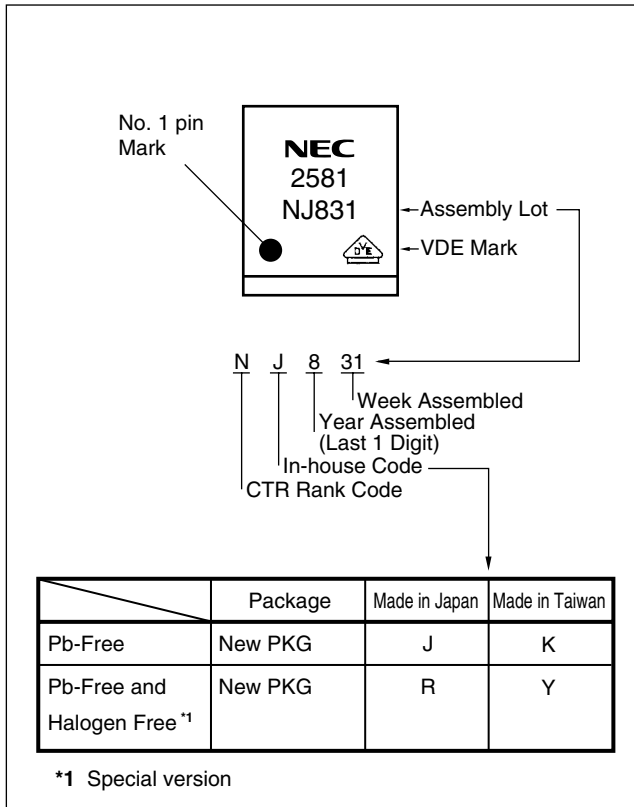 No. 1 pin
Mark
NEC
2581
NJ831
Assembly Lot
VDE Mark
DVE
N J 8 31
Week Assembled
Year Assembled
(Last 1 Digit)
In-house Code
CTR Rank Code
Package Made in Japan Made in Taiwan
Pb-Free New PKG J K
Pb-Free and
Halogen Free *1 New PKG R Y
*1 Special version